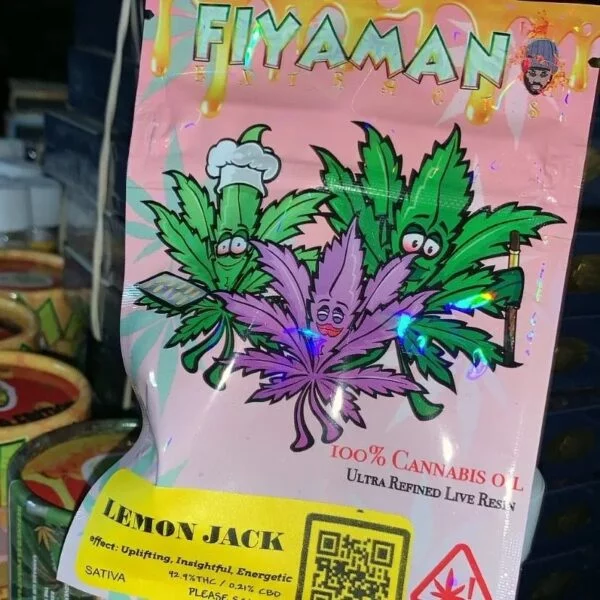 FIYAMAN
EXTRACTS
100% CANNABIS OIL
ULTRA REFINED LIVE RESIN
LEMON JACK
effect: Uplifting, Insightful, Energetic
SATIVA
92.9%THC / 0.21% CBD
PLEASE